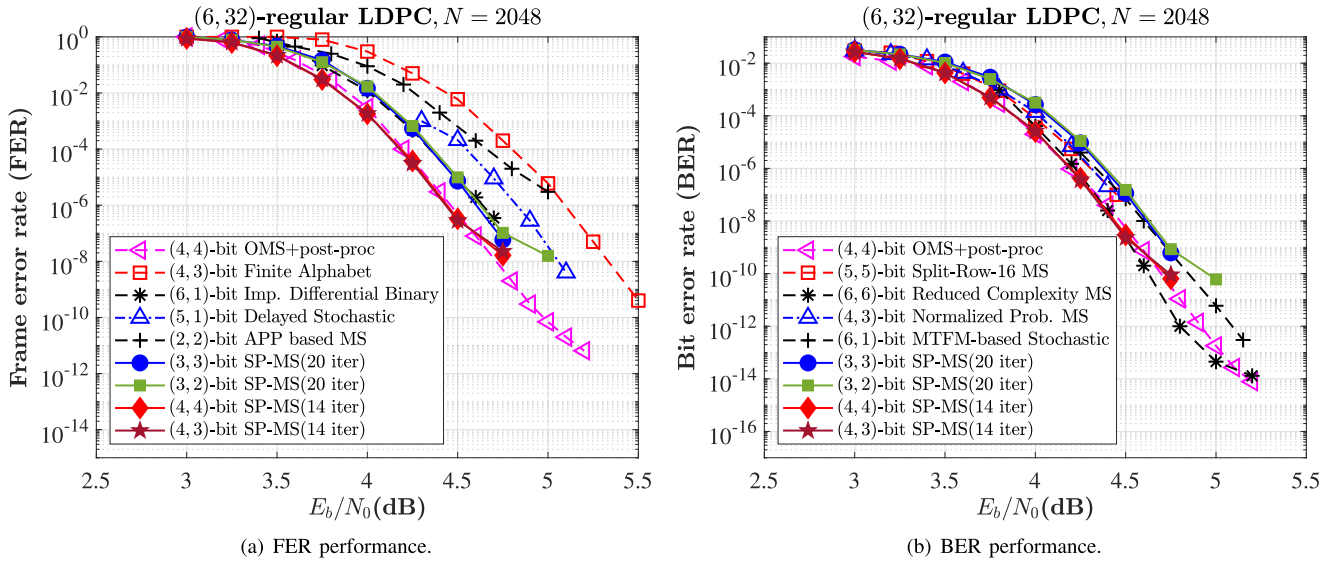 (6, 32)-regular LDPC, N = 2048
Frame error rate (FER)
10^0
10^-2
10^-4
10^-6
10^-8
10^-10
10^-12
10^-14
(4, 4)-bit OMS+post-proc
(4, 3)-bit Finite Alphabet
(6, 1)-bit Imp. Differential Binary
(5, 1)-bit Delayed Stochastic
(2, 2)-bit APP based MS
(3, 3)-bit SP-MS(20 iter)
(3, 2)-bit SP-MS(20 iter)
(4, 4)-bit SP-MS(14 iter)
(4, 3)-bit SP-MS(14 iter)
2.5 3 3.5 4 4.5 5 5.5
E_b/N_0(dB)
(a) FER performance.
(6, 32)-regular LDPC, N = 2048
Bit error rate (BER)
10^-2
10^-4
10^-6
10^-8
10^-10
10^-12
10^-14
10^-16
(4, 4)-bit OMS+post-proc
(5, 5)-bit Split-Row-16 MS
(6, 6)-bit Reduced Complexity MS
(4, 3)-bit Normalized Prob. MS
(6, 1)-bit MTFM-based Stochastic
(3, 3)-bit SP-MS(20 iter)
(3, 2)-bit SP-MS(20 iter)
(4, 4)-bit SP-MS(14 iter)
(4, 3)-bit SP-MS(14 iter)
2.5 3 3.5 4 4.5 5 5.5
E_b/N_0(dB)
(b) BER performance.